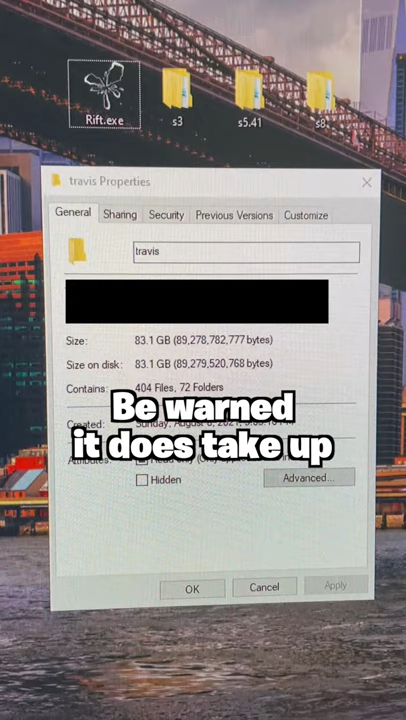 Rift.exe
s3
s5.41
s8
travis Properties
General
Sharing
Security
Previous Versions
Customize
travis
Size:
83.1 GB (89,278,782,777 bytes)
Size on disk:
83.1 GB (89,279,520,768 bytes)
Contains:
404 Files, 72 Folders
Be warned
it does take up
Created:
Sunday, August
Attributes:
Hidden
Advanced...
OK
Cancel
Apply